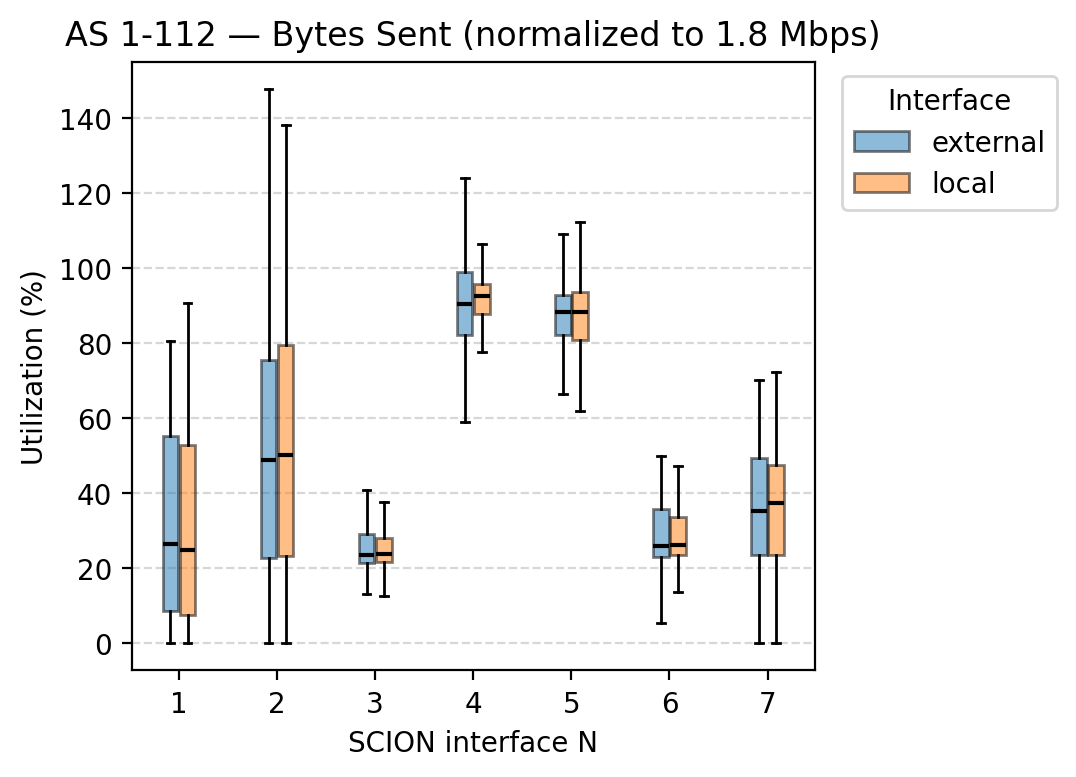 AS 1-112 — Bytes Sent (normalized to 1.8 Mbps)
Interface
external
local
Utilization (%)
140
120
100
80
60
40
20
0
1 2 3 4 5 6 7
SCION interface N